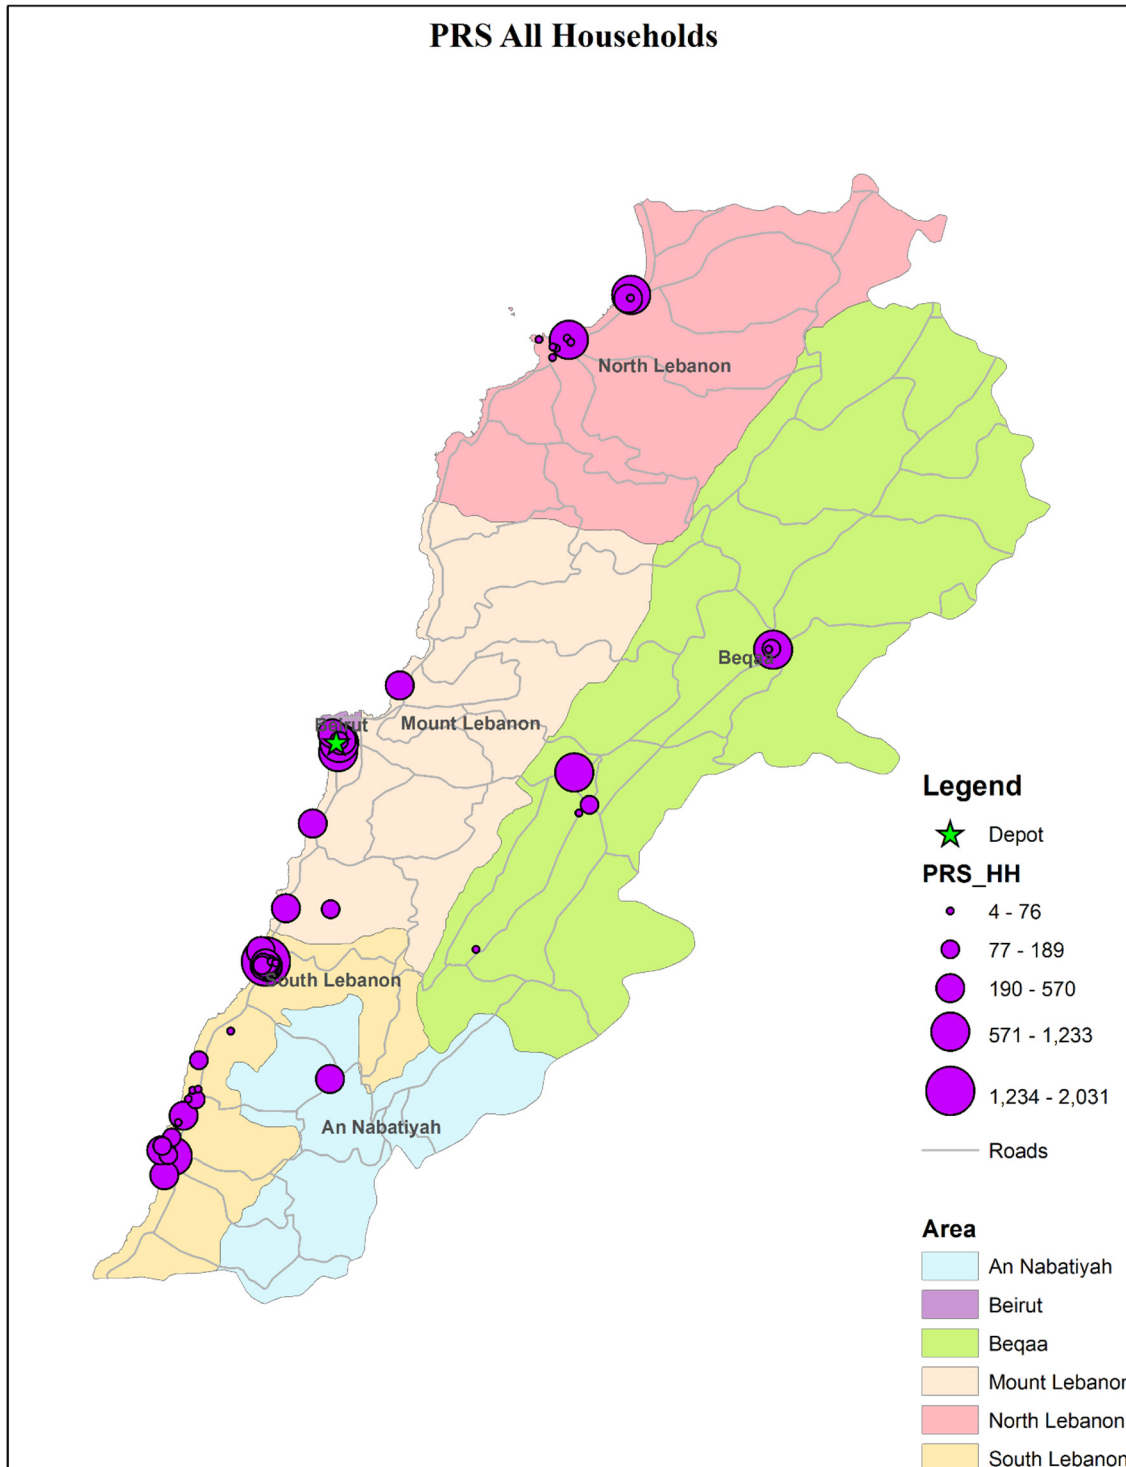 PRS All Households
North Lebanon
Beqaa
Beirut
Mount Lebanon
South Lebanon
An Nabatiyah
Legend
Depot
PRS_HH
4 - 76
77 - 189
190 - 570
571 - 1,233
1,234 - 2,031
Roads
Area
An Nabatiyah
Beirut
Beqaa
Mount Lebanon
North Lebanon
South Lebanon